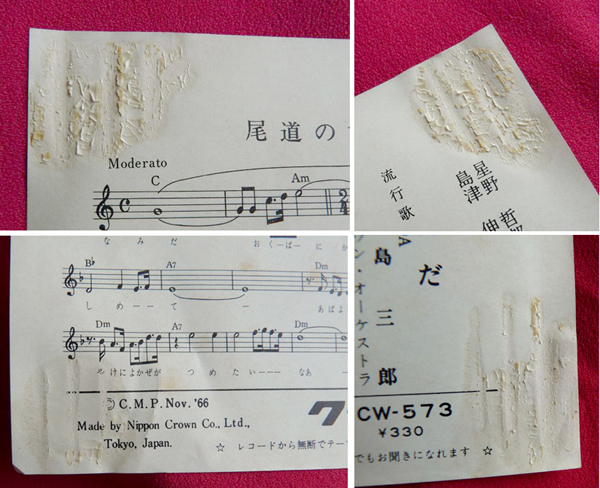 尾道の
Moderato
C
Am
星野 哲
島津 伸
流行歌
なみだ おくーばーにか
B♭
A7
Dm
しめーーて ー あばよ
Dm
A7
Dm
やけによかぜが つめたいーーーー なあー
Ⓒ C.M.P. Nov. '66
Made by Nippon Crown Co., Ltd.,
Tokyo, Japan.
☆ レコードから無断でテー
だ
A
島三郎
ン・オーケストラ
CW-573
¥330
でもお聞きになれます ☆